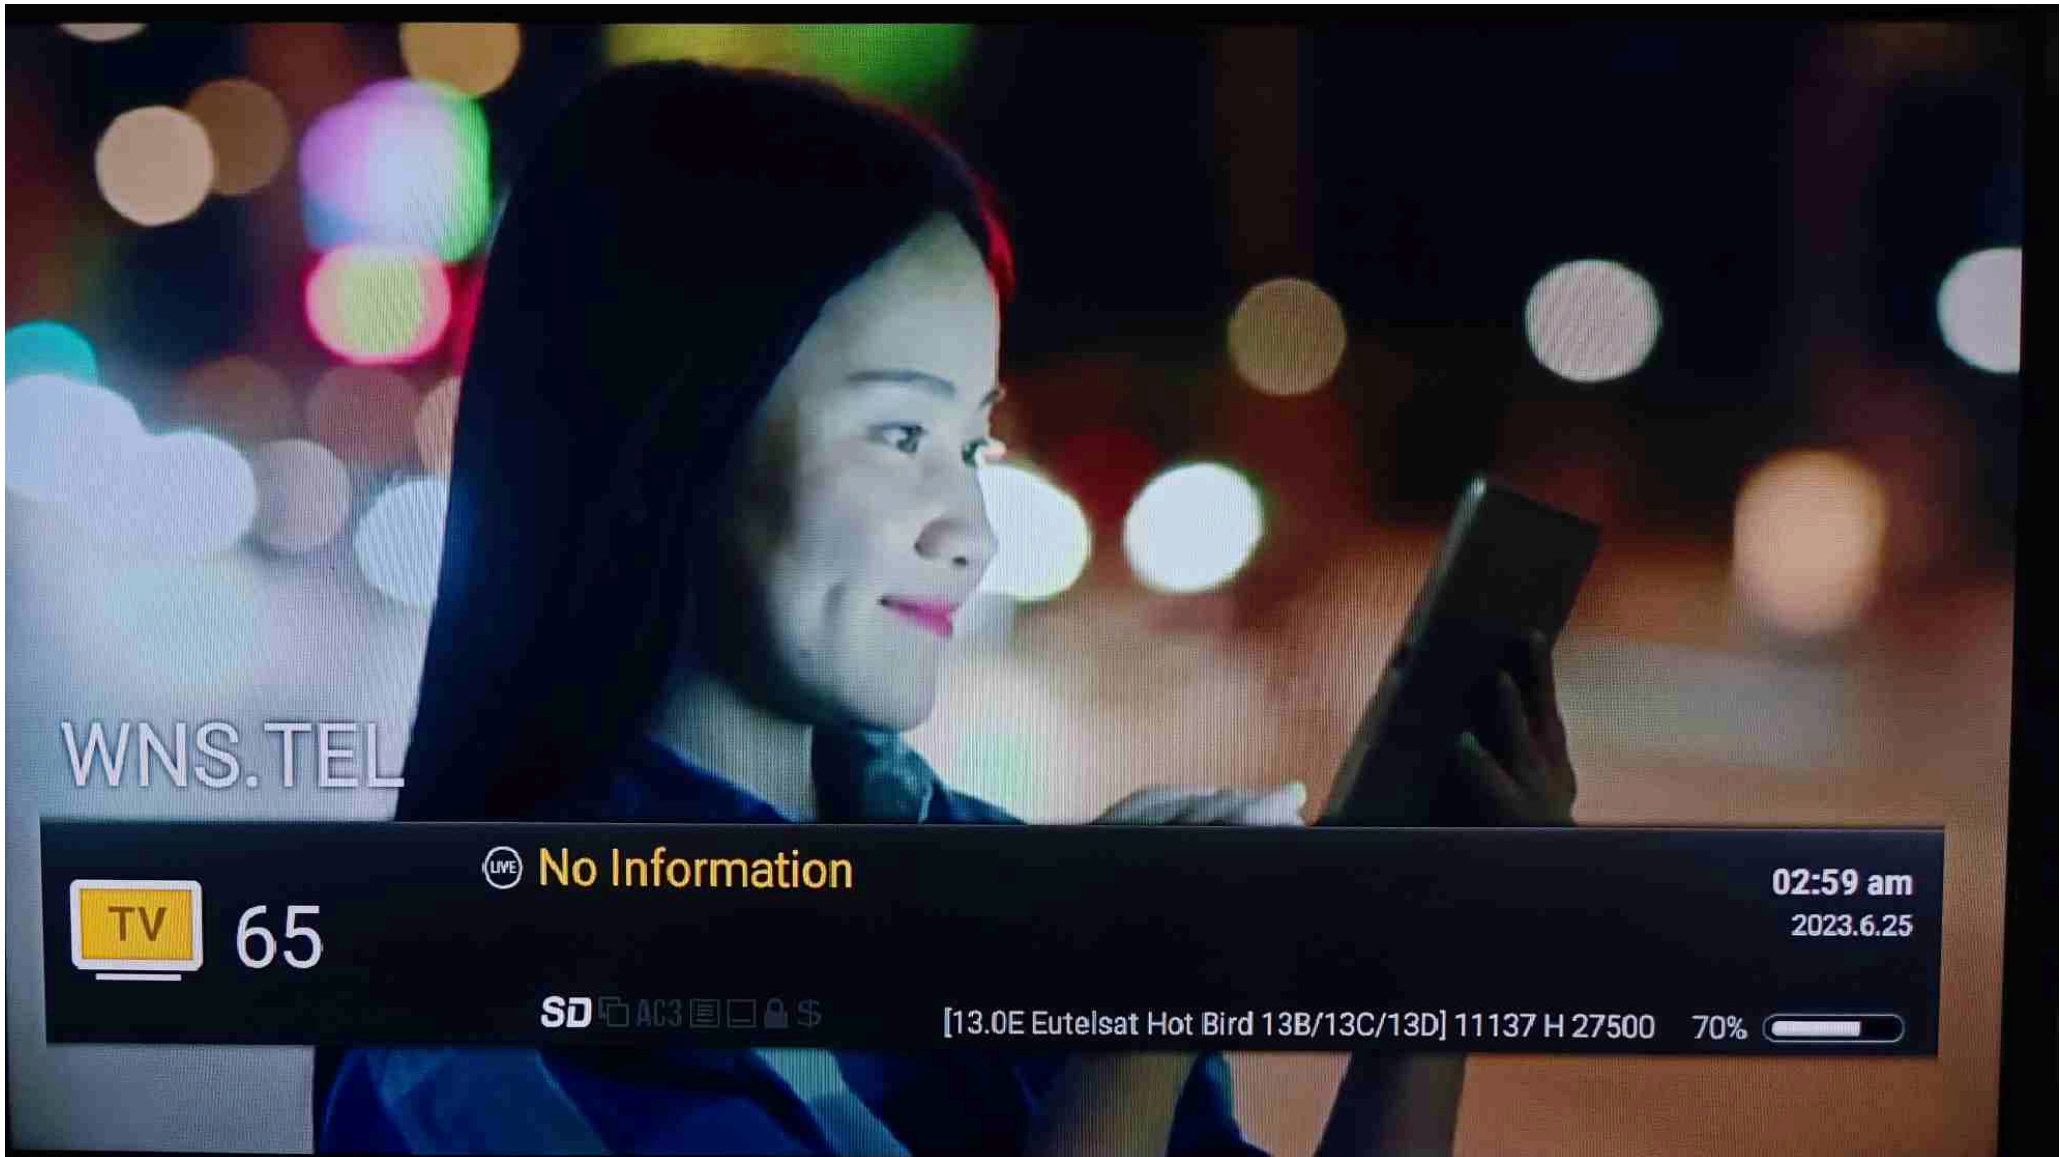 WNS.TEL
LIVE No Information
02:59 am
2023.6.25
TV 65
SD AC3 $
[13.0E Eutelsat Hot Bird 13B/13C/13D] 11137 H 27500 70%